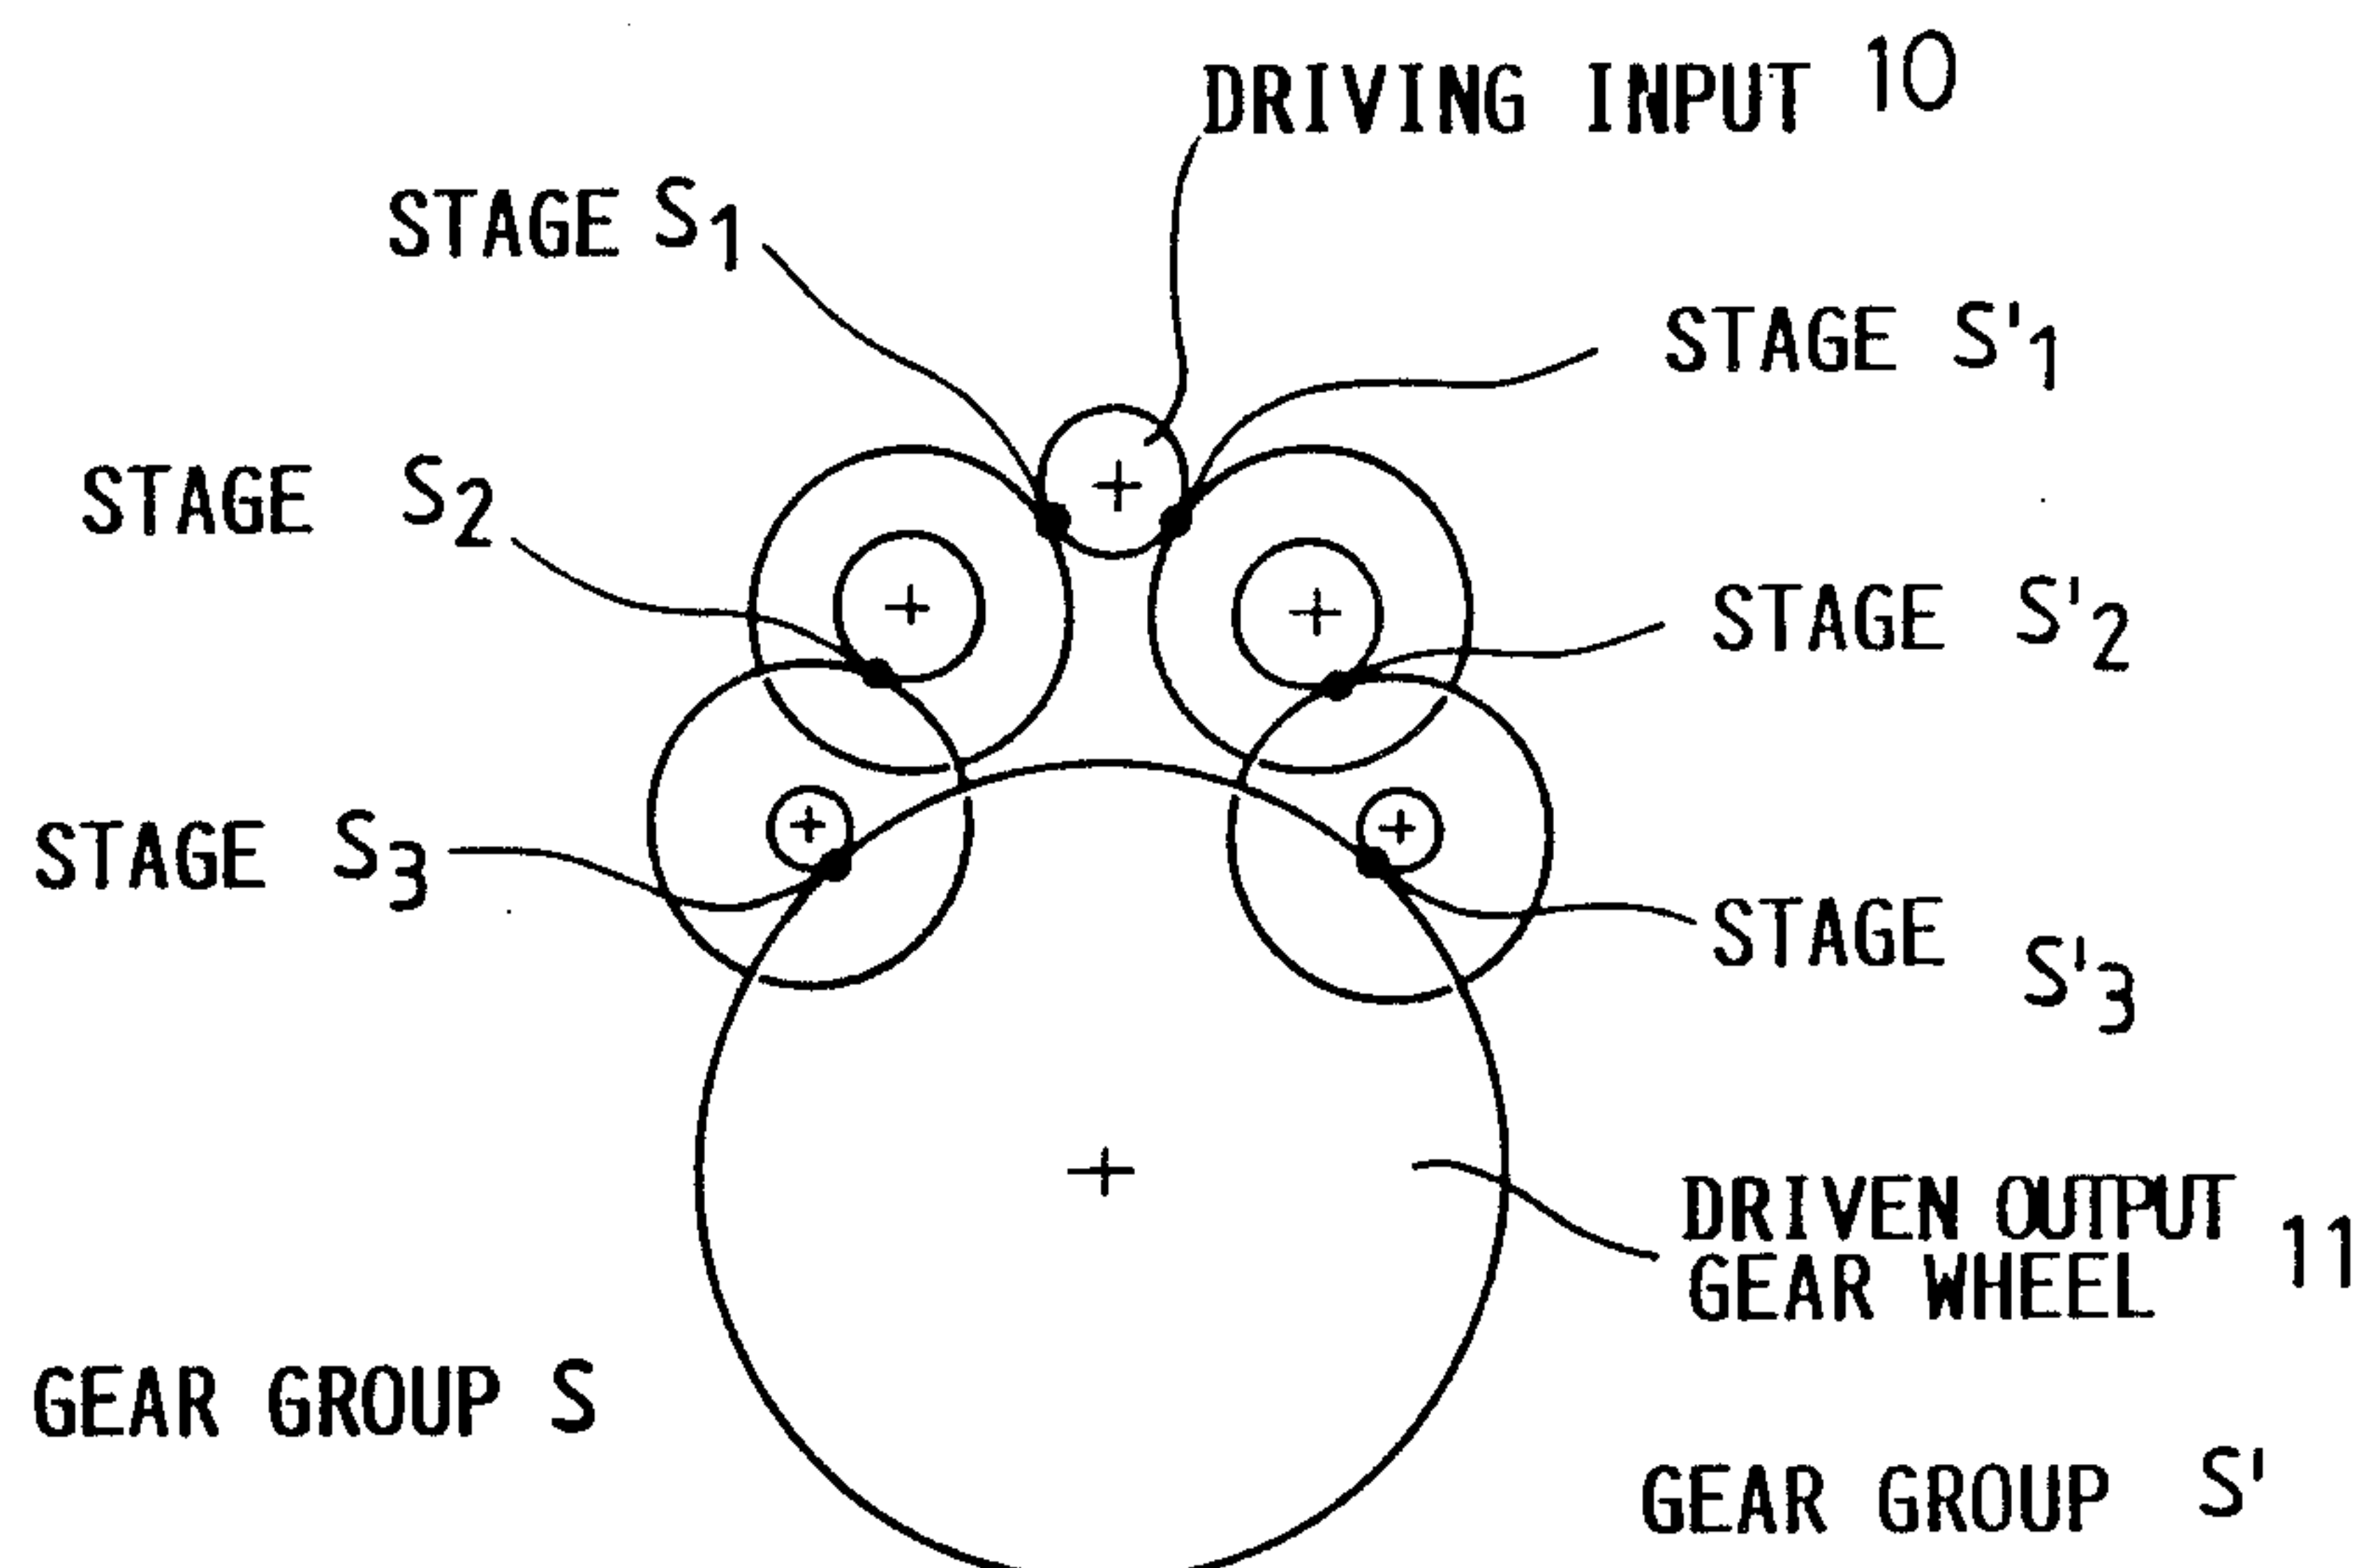 DRIVING INPUT 10
STAGE S1
STAGE S'1
STAGE S2
STAGE S'2
STAGE S3
STAGE S'3
DRIVEN OUTPUT
GEAR WHEEL 11
GEAR GROUP S
GEAR GROUP S'